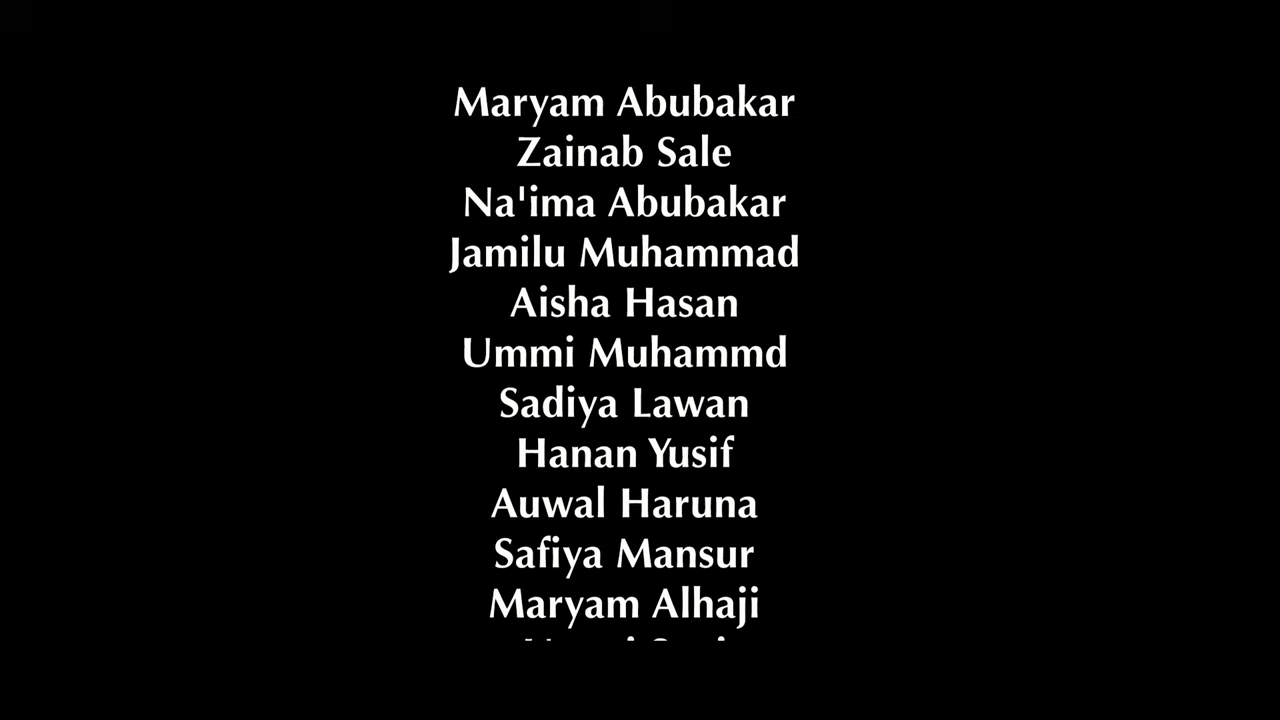 Maryam Abubakar
Zainab Sale
Na'ima Abubakar
Jamilu Muhammad
Aisha Hasan
Ummi Muhammd
Sadiya Lawan
Hanan Yusif
Auwal Haruna
Safiya Mansur
Maryam Alhaji